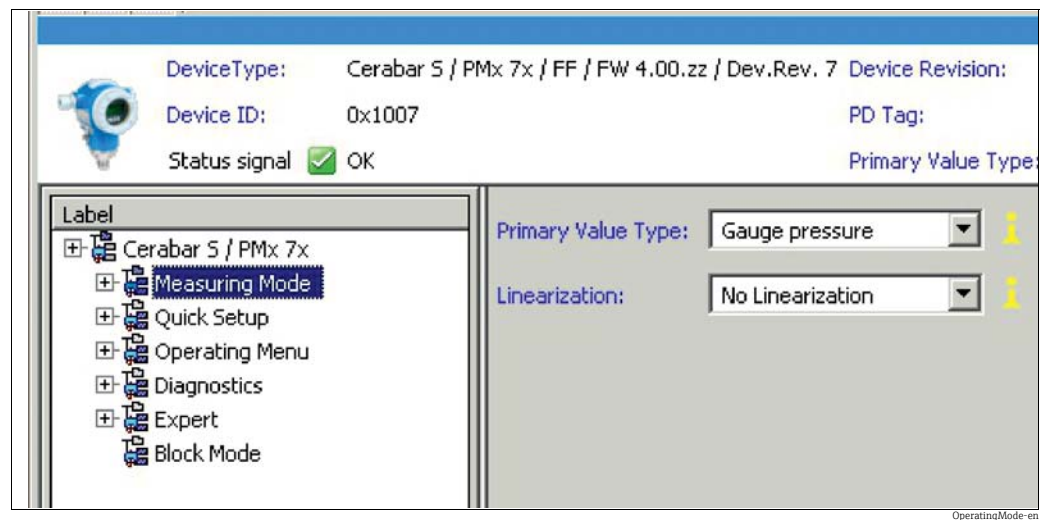 DeviceType: Cerabar S / PMx 7x / FF / FW 4.00.zz / Dev.Rev. 7 Device Revision:
Device ID: 0x1007 PD Tag:
Status signal OK Primary Value Type:
Label
Cerabar S / PMx 7x
Measuring Mode
Quick Setup
Operating Menu
Diagnostics
Expert
Block Mode
Primary Value Type: Gauge pressure
Linearization: No Linearization
OperatingMode-en